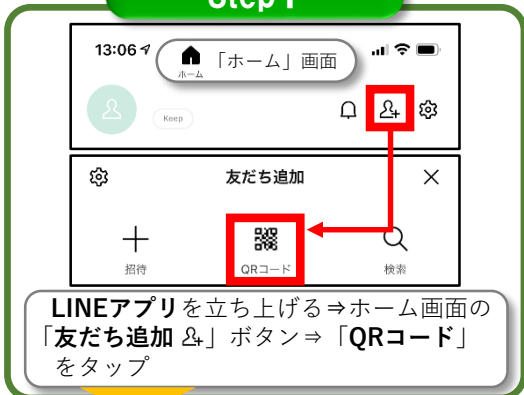 Step 1
13:06
ホーム
「ホーム」画面
Keep
友だち追加
招待
QRコード
検索
LINEアプリを立ち上げる⇒ホーム画面の
「友だち追加」ボタン⇒「QRコード」
をタップ